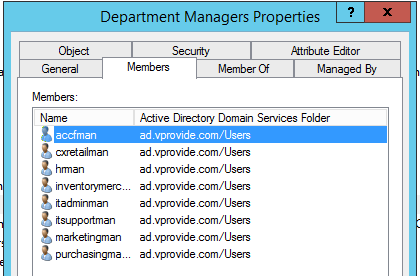 Department Managers Properties
? x
Object Security Attribute Editor
General Members Member Of Managed By
Members:
Name Active Directory Domain Services Folder
accfman ad.vprovide.com/Users
cxretailman ad.vprovide.com/Users
hrman ad.vprovide.com/Users
inventorymerc... ad.vprovide.com/Users
itadminman ad.vprovide.com/Users
itsupportman ad.vprovide.com/Users
marketingman ad.vprovide.com/Users
purchasingma... ad.vprovide.com/Users